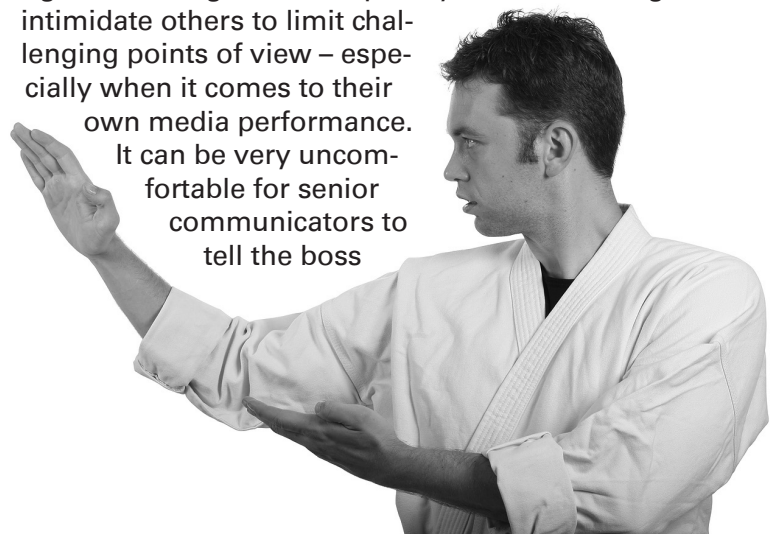 intimidate others to limit chal-
lenging points of view – espe-
cially when it comes to their
own media performance.
It can be very uncom-
fortable for senior
communicators to
tell the boss